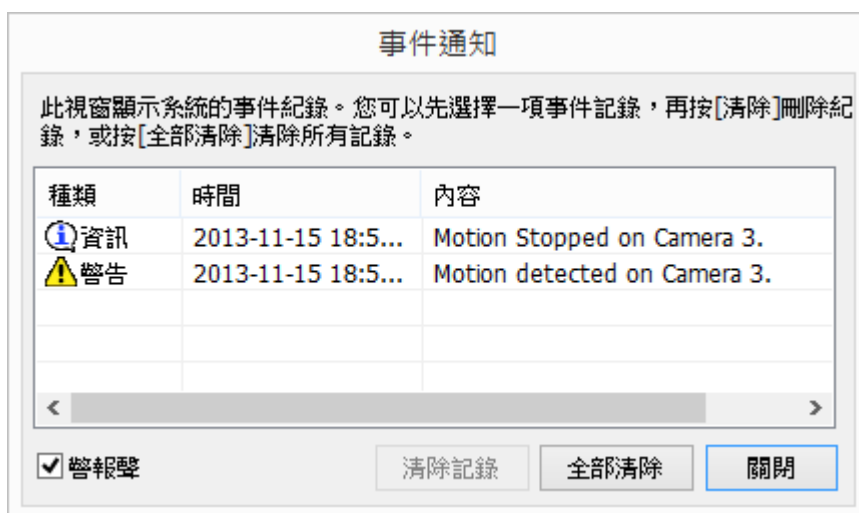 事件通知
此視窗顯示系統的事件紀錄。您可以先選擇一項事件記錄,再按[清除]刪除紀
錄,或按[全部清除]清除所有記錄。
種類 時間 內容
資訊 2013-11-15 18:5... Motion Stopped on Camera 3.
警告 2013-11-15 18:5... Motion detected on Camera 3.
警報聲 清除記錄 全部清除 關閉